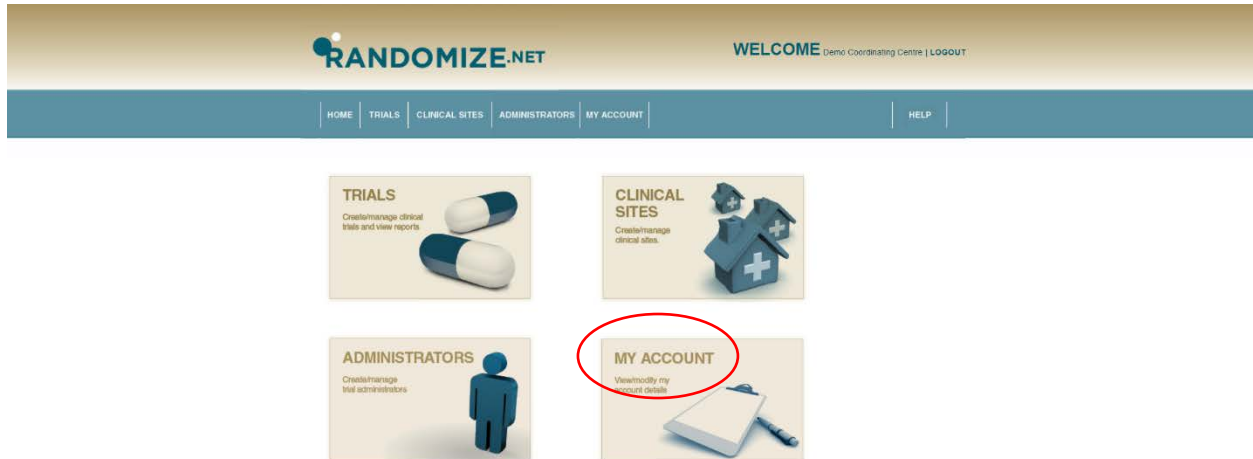 RANDOMIZE.NET
WELCOME Demo Coordinating Centre | LOGOUT
HOME TRIALS CLINICAL SITES ADMINISTRATORS MY ACCOUNT HELP
TRIALS
Create/manage clinical
trials and view reports
CLINICAL
SITES
Create/manage
clinical sites.
ADMINISTRATORS
Create/manage
trial administrators
MY ACCOUNT
View/modify my
account details